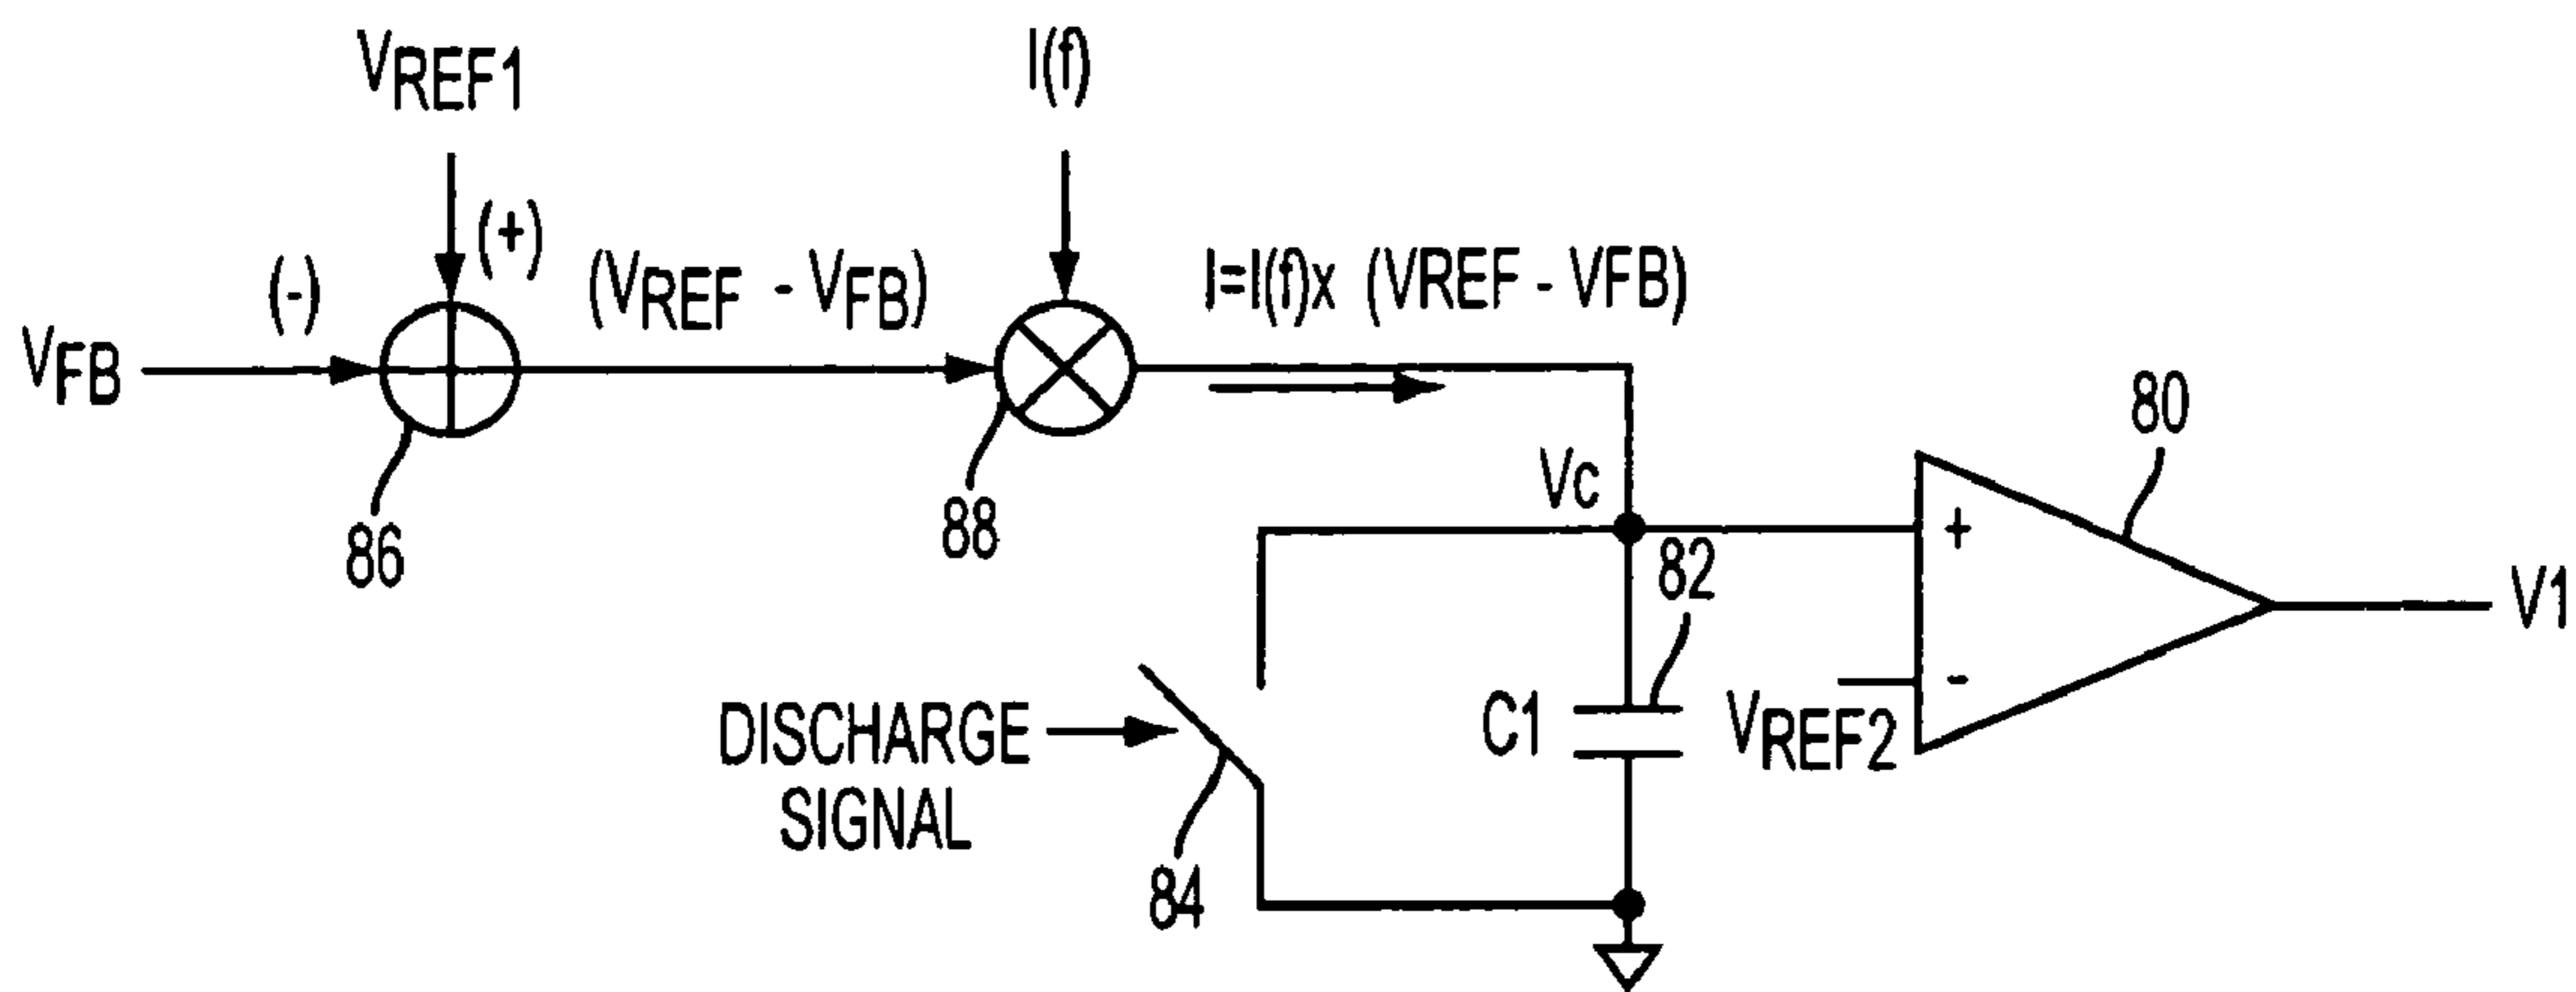 VREF1
I(f)
(+)
(-)
(VREF - VFB)
I=I(f)x (VREF - VFB)
VFB
80
Vc
86
88
82
+
V1
DISCHARGE
SIGNAL
C1
VREF2
-
84